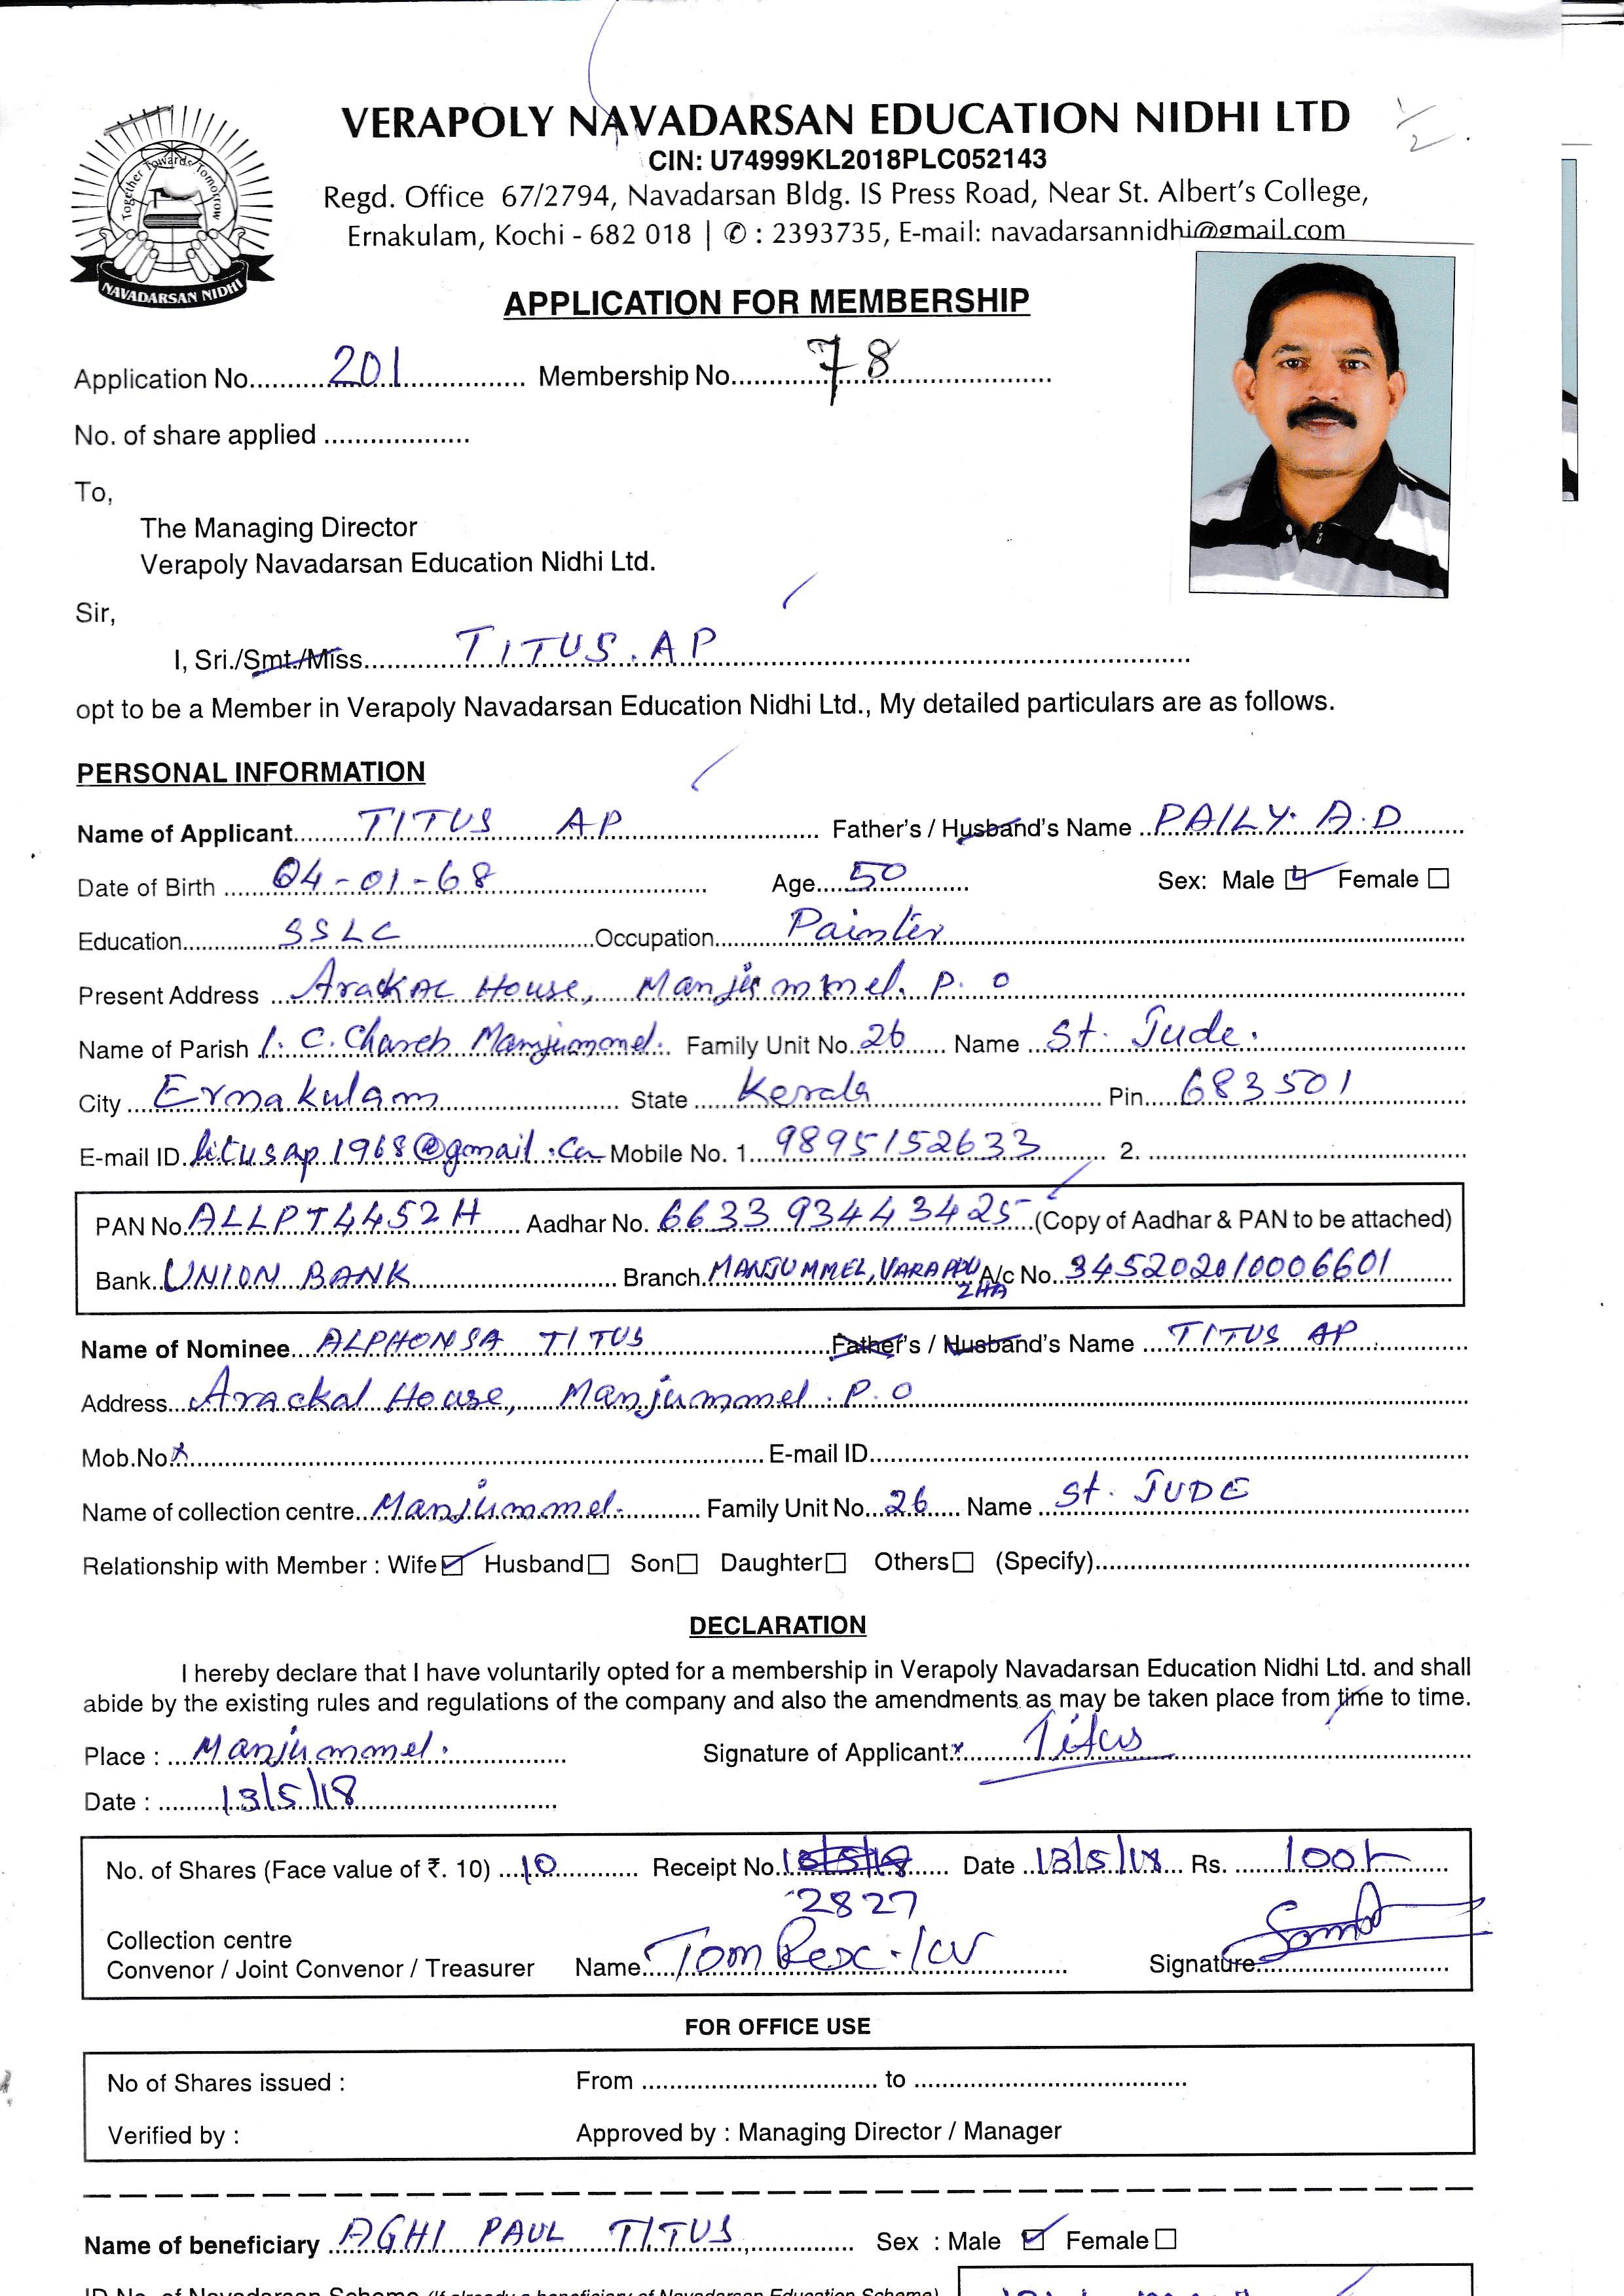 Together Towards Tomorrow
NAVADARSAN NIDHI
VERAPOLY NAVADARSAN EDUCATION NIDHI LTD
CIN: U74999KL2018PLC052143
Regd. Office 67/2794, Navadarsan Bldg. IS Press Road, Near St. Albert's College,
Ernakulam, Kochi - 682 018 | ✆ : 2393735, E-mail: navadarsannidhi@gmail.com
1/2
APPLICATION FOR MEMBERSHIP
Application No. 201 Membership No. 78
No. of share applied
To,
The Managing Director
Verapoly Navadarsan Education Nidhi Ltd.
Sir,
I, Sri./Smt./Miss TITUS. AP
opt to be a Member in Verapoly Navadarsan Education Nidhi Ltd., My detailed particulars are as follows.
PERSONAL INFORMATION
Name of Applicant TITUS AP Father's / Husband's Name PAILY. A.D
Date of Birth 04-01-68 Age 50 Sex: Male ☑ Female ☐
Education SSLC Occupation Painter
Present Address Arackal House, Manjummel. P. O
Name of Parish I. C. Manjummel. Family Unit No. 26 Name St. Jude.
City Ernakulam State Kerala Pin 683501
E-mail ID titusap1968@gmail. Mobile No. 1 9895152633 2.
PAN No. ALLPT4452H Aadhar No. 6633 9344 3425 (Copy of Aadhar & PAN to be attached)
Bank UNION BANK Branch MANJUMMEL, VARAPPUZHA A/c No. 345202010006601
Name of Nominee ALPHONSA TITUS Father's / Husband's Name TITUS AP
Address Arackal House, Manjummel. P. O
Mob.No x E-mail ID
Name of collection centre Manjummel. Family Unit No. 26 Name St. JUDE
Relationship with Member : Wife ☑ Husband ☐ Son ☐ Daughter ☐ Others ☐ (Specify)
DECLARATION
I hereby declare that I have voluntarily opted for a membership in Verapoly Navadarsan Education Nidhi Ltd. and shall
abide by the existing rules and regulations of the company and also the amendments as may be taken place from time to time.
Place : Manjummel. Signature of Applicant: x Titus
Date : 13/5/18
No. of Shares (Face value of ₹. 10) 10 Receipt No. Date 13/5/18 Rs. 100/-
2827
Collection centre
Convenor / Joint Convenor / Treasurer Name Tom Signature
FOR OFFICE USE
No of Shares issued : From to
Verified by : Approved by : Managing Director / Manager
Name of beneficiary AGHI PAUL TITUS Sex : Male ☑ Female ☐
ID No. of Navadarsan Scheme (If already a beneficiary of Navadarsan Education Scheme)